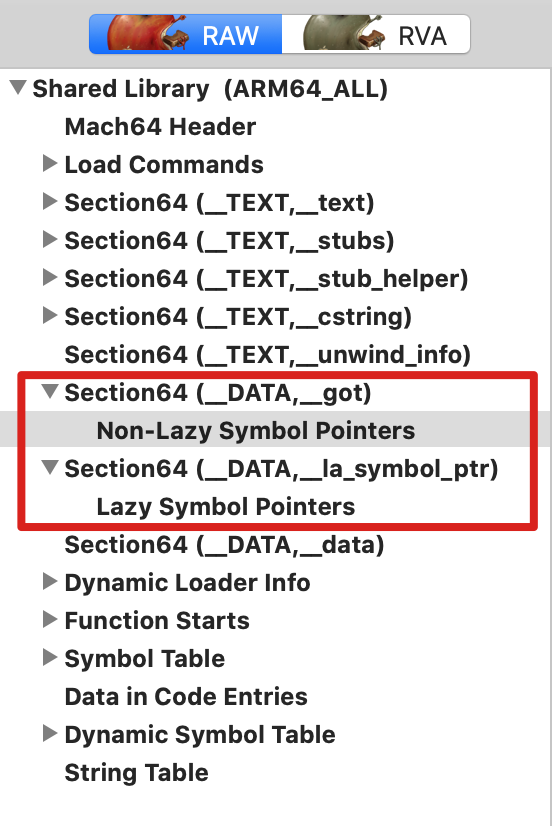 RAW RVA
Shared Library (ARM64_ALL)
Mach64 Header
Load Commands
Section64 (__TEXT,__text)
Section64 (__TEXT,__stubs)
Section64 (__TEXT,__stub_helper)
Section64 (__TEXT,__cstring)
Section64 (__TEXT,__unwind_info)
Section64 (__DATA,__got)
Non-Lazy Symbol Pointers
Section64 (__DATA,__la_symbol_ptr)
Lazy Symbol Pointers
Section64 (__DATA,__data)
Dynamic Loader Info
Function Starts
Symbol Table
Data in Code Entries
Dynamic Symbol Table
String Table